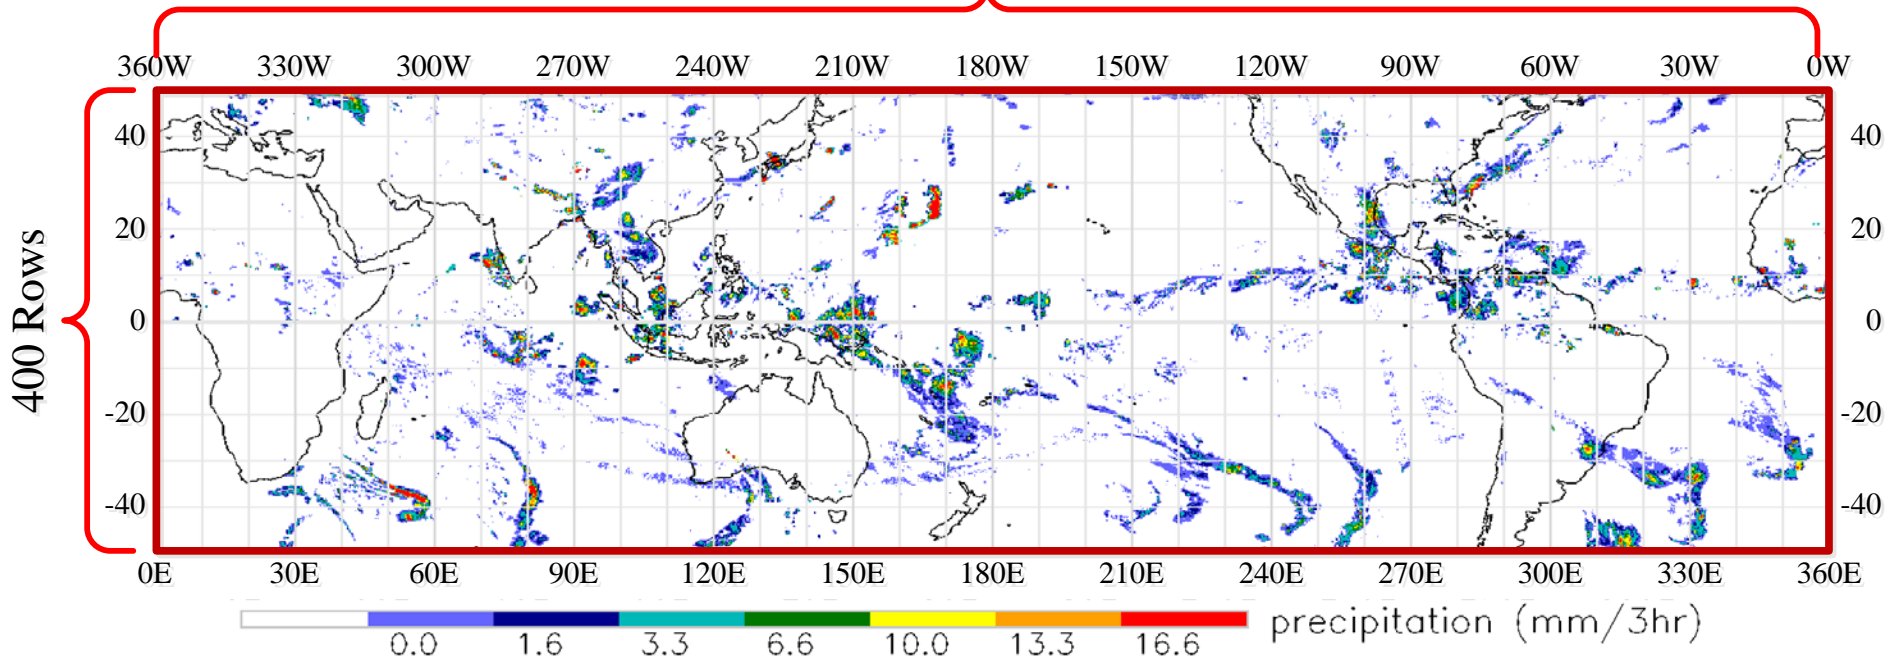 360W 330W 300W 270W 240W 210W 180W 150W 120W 90W 60W 30W 0W
40 40
20 20
0 0
-20 -20
-40 -40
400 Rows
0E 30E 60E 90E 120E 150E 180E 210E 240E 270E 300E 330E 360E
precipitation (mm/3hr)
0.0 1.6 3.3 6.6 10.0 13.3 16.6